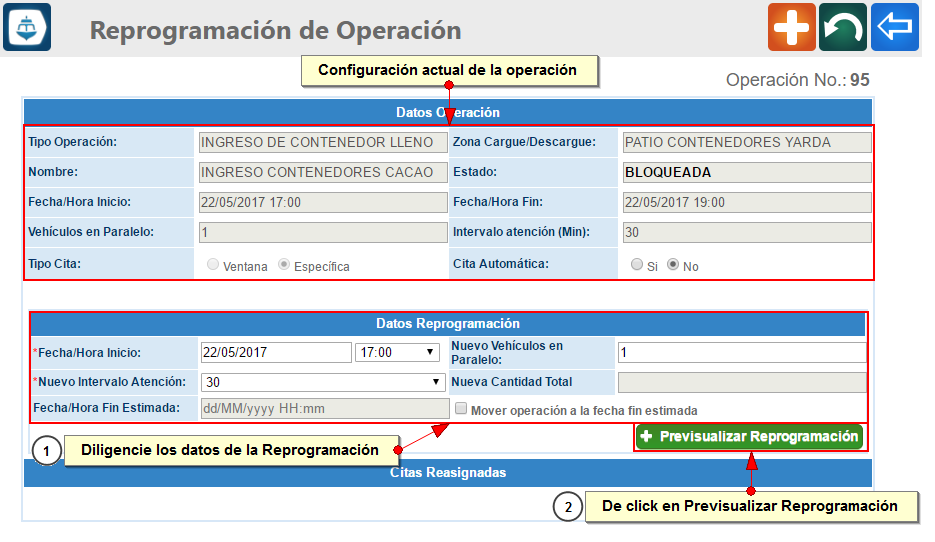 Reprogramación de Operación
Configuración actual de la operación
Operación No.: 95
Datos Operación
Tipo Operación: INGRESO DE CONTENEDOR LLENO Zona Cargue/Descargue: PATIO CONTENEDORES YARDA
Nombre: INGRESO CONTENEDORES CACAO Estado: BLOQUEADA
Fecha/Hora Inicio: 22/05/2017 17:00 Fecha/Hora Fin: 22/05/2017 19:00
Vehículos en Paralelo: 1 Intervalo atención (Min): 30
Tipo Cita: Ventana Específica Cita Automática: Si No
Datos Reprogramación
*Fecha/Hora Inicio: 22/05/2017 17:00 Nuevo Vehículos en
Paralelo: 1
*Nuevo Intervalo Atención: 30 Nueva Cantidad Total
Fecha/Hora Fin Estimada: dd/MM/yyyy HH:mm Mover operación a la fecha fin estimada
+ Previsualizar Reprogramación
1 Diligencie los datos de la Reprogramación
Citas Reasignadas
2 De click en Previsualizar Reprogramación